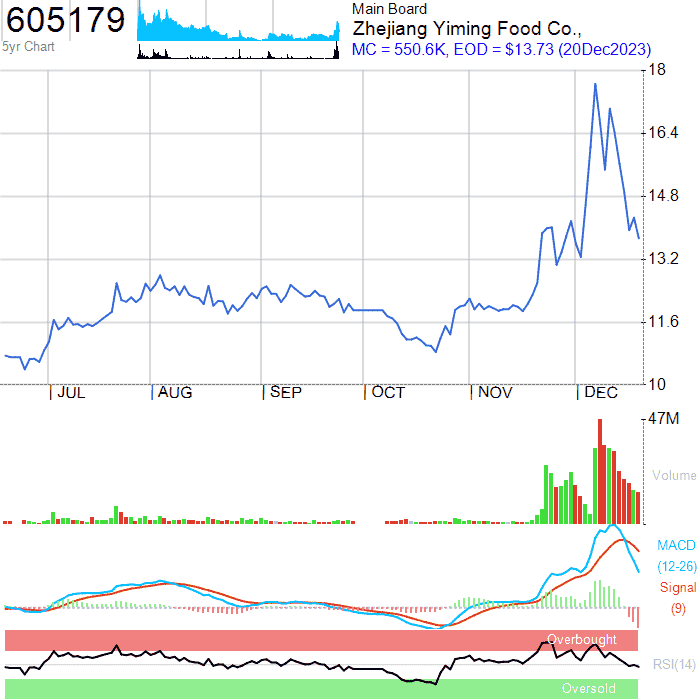 605179
5yr Chart
Main Board
Zhejiang Yiming Food Co.,
MC = 550.6K, EOD = $13.73 (20Dec2023)
18
16.4
14.8
13.2
11.6
10
JUL AUG SEP OCT NOV DEC
47M
Volume
MACD
(12-26)
Signal
(9)
Overbought
RSI(14)
Oversold